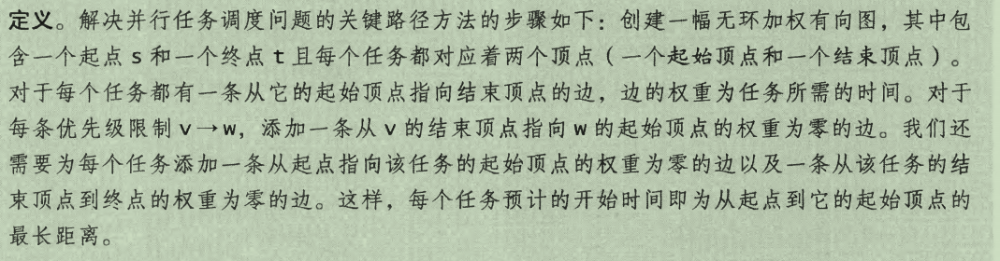 定义。解决并行任务调度问题的关键路径方法的步骤如下：创建一幅无环加权有向图，其中包
含一个起点 s 和一个终点 t 且每个任务都对应着两个顶点（一个起始顶点和一个结束顶点）。
对于每个任务都有一条从它的起始顶点指向结束顶点的边，边的权重为任务所需的时间。对于
每条优先级限制 v→w，添加一条从 v 的结束顶点指向 w 的起始顶点的权重为零的边。我们还
需要为每个任务添加一条从起点指向该任务的起始顶点的权重为零的边以及一条从该任务的结
束顶点到终点的权重为零的边。这样，每个任务预计的开始时间即为从起点到它的起始顶点的
最长距离。